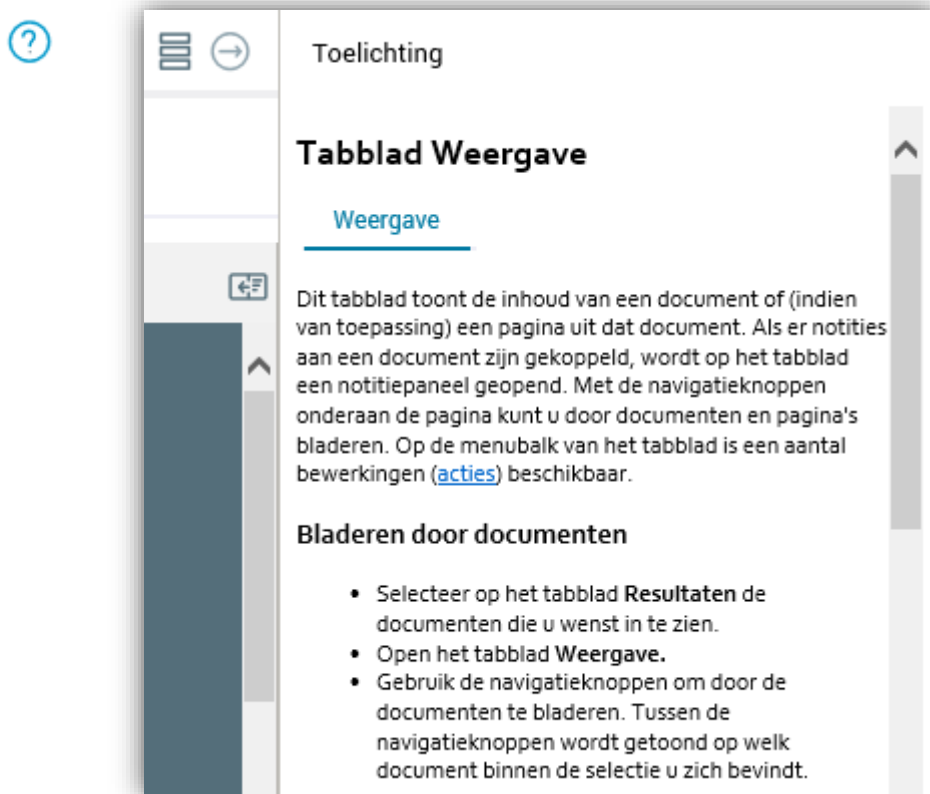 Toelichting
Tabblad Weergave
Weergave
Dit tabblad toont de inhoud van een document of (indien
van toepassing) een pagina uit dat document. Als er notities
aan een document zijn gekoppeld, wordt op het tabblad
een notitiepaneel geopend. Met de navigatieknoppen
onderaan de pagina kunt u door documenten en pagina's
bladeren. Op de menubalk van het tabblad is een aantal
bewerkingen (acties) beschikbaar.
Bladeren door documenten
• Selecteer op het tabblad Resultaten de
documenten die u wenst in te zien.
• Open het tabblad Weergave.
• Gebruik de navigatieknoppen om door de
documenten te bladeren. Tussen de
navigatieknoppen wordt getoond op welk
document binnen de selectie u zich bevindt.